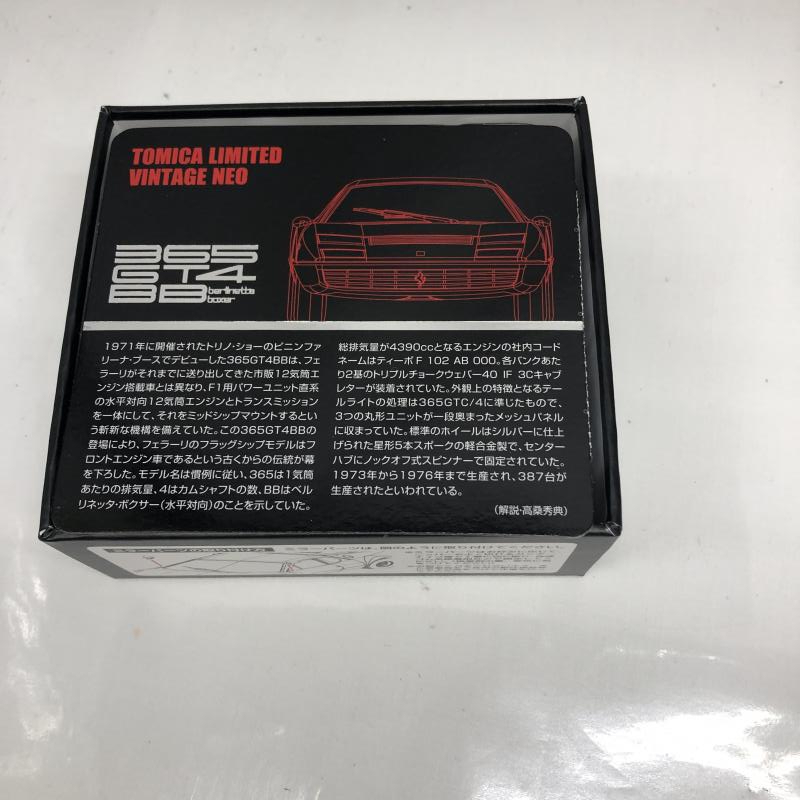 TOMICA LIMITED
VINTAGE NEO
365
GT4
BB berlinetta
boxer
1971年に開催されたトリノ・ショーのピニンファ
リーナ・ブースでデビューした365GT4BBは、フェ
ラーリがそれまでに送り出してきた市販12気筒エ
ンジン搭載車とは異なり、F1用パワーユニット直系
の水平対向12気筒エンジンとトランスミッション
を一体にして、それをミッドシップマウントするとい
う斬新な機構を備えていた。この365GT4BBの
登場により、フェラーリのフラッグシップモデルはフ
ロントエンジン車であるという古くからの伝統が幕
を下ろした。モデル名は慣例に従い、365は1気筒
あたりの排気量、4はカムシャフトの数、BBはベル
リネッタ・ボクサー(水平対向)のことを示していた。
総排気量が4390ccとなるエンジンの社内コード
ネームはティーポF 102 AB 000。各バンクあた
り2基のトリプルチョークウェバー40 IF 3Cキャブ
レターが装着されていた。外観上の特徴となるテー
ルライトの処理は365GTC/4に準じたもので、
3つの丸形ユニットが一段奥まったメッシュパネル
に収まっていた。標準のホイールはシルバーに仕上
げられた星形5本スポークの軽合金製で、センター
ハブにノックオフ式スピンナーで固定されていた。
1973年から1976年まで生産され、387台が
生産されたといわれている。
(解説・高桑秀典)